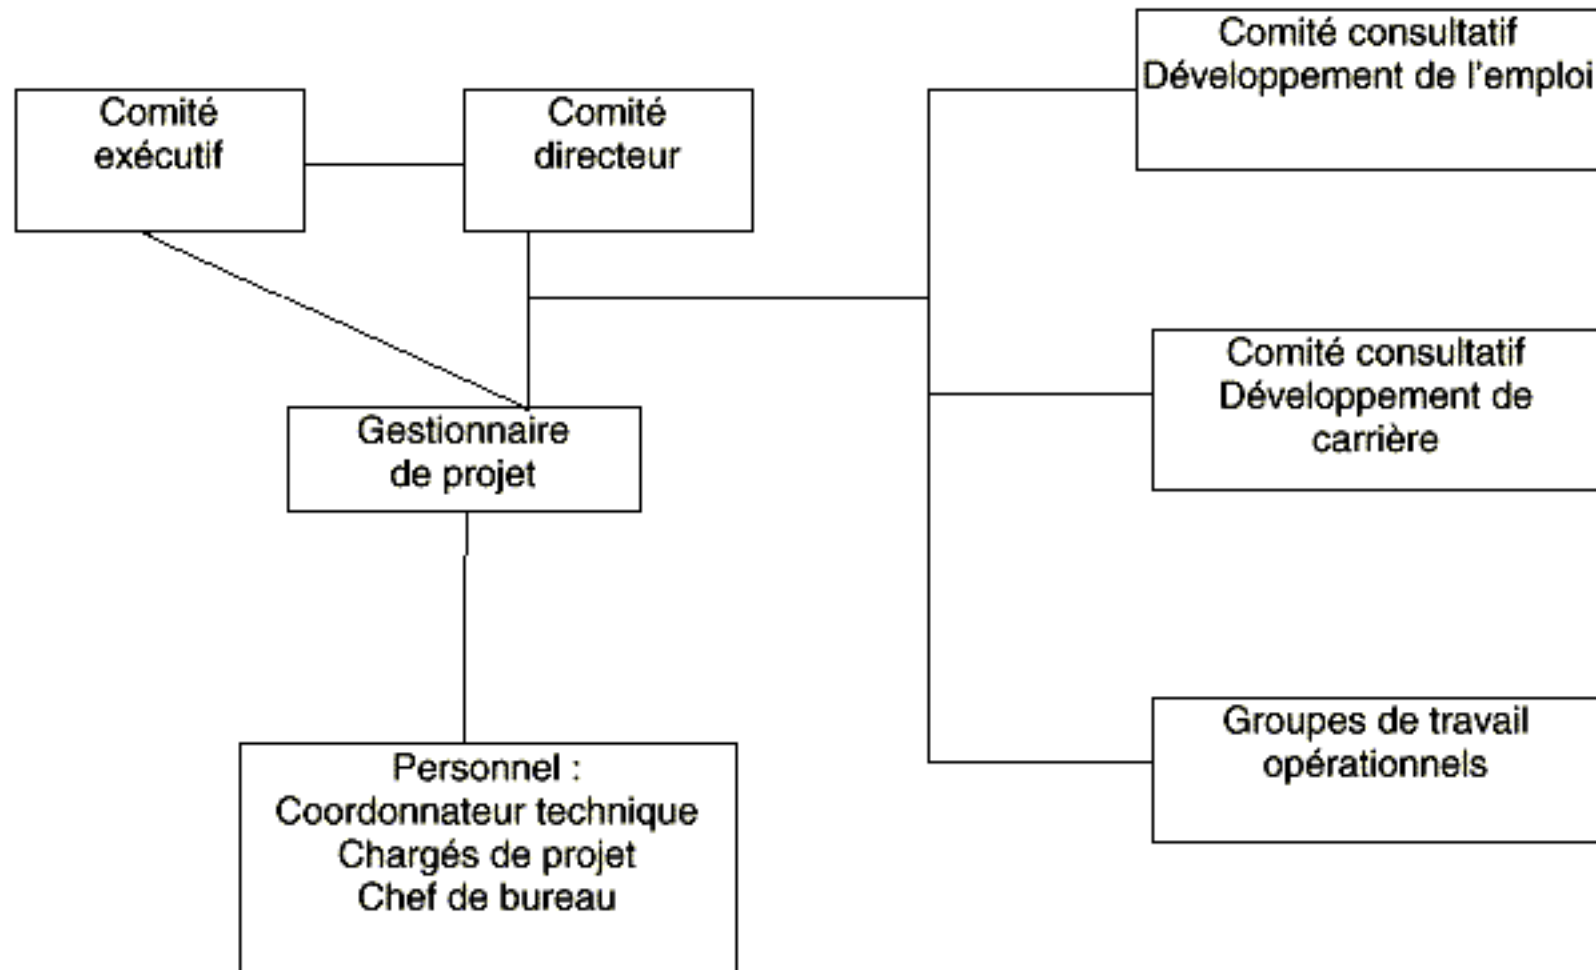 Comité
exécutif
Comité
directeur
Comité consultatif
Développement de l'emploi
Comité consultatif
Développement de
carrière
Gestionnaire
de projet
Groupes de travail
opérationnels
Personnel :
Coordonnateur technique
Chargés de projet
Chef de bureau